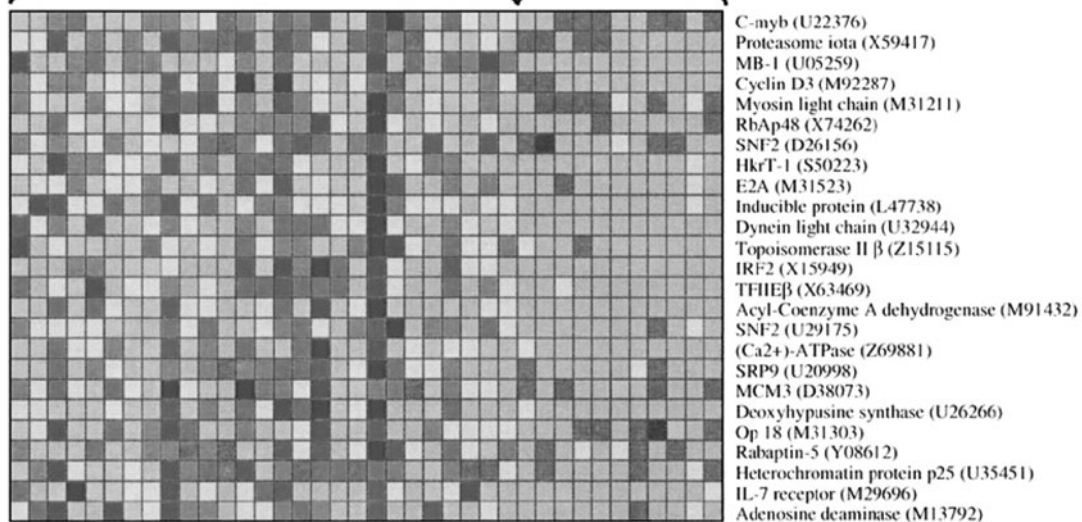 C-myb (U22376)
Proteasome iota (X59417)
MB-1 (U05259)
Cyclin D3 (M92287)
Myosin light chain (M31211)
RbAp48 (X74262)
SNF2 (D26156)
HkrT-1 (S50223)
E2A (M31523)
Inducible protein (L47738)
Dynein light chain (U32944)
Topoisomerase II β (Z15115)
IRF2 (X15949)
TFIIEβ (X63469)
Acyl-Coenzyme A dehydrogenase (M91432)
SNF2 (U29175)
(Ca2+)-ATPase (Z69881)
SRP9 (U20998)
MCM3 (D38073)
Deoxyhypusine synthase (U26266)
Op 18 (M31303)
Rabaptin-5 (Y08612)
Heterochromatin protein p25 (U35451)
IL-7 receptor (M29696)
Adenosine deaminase (M13792)